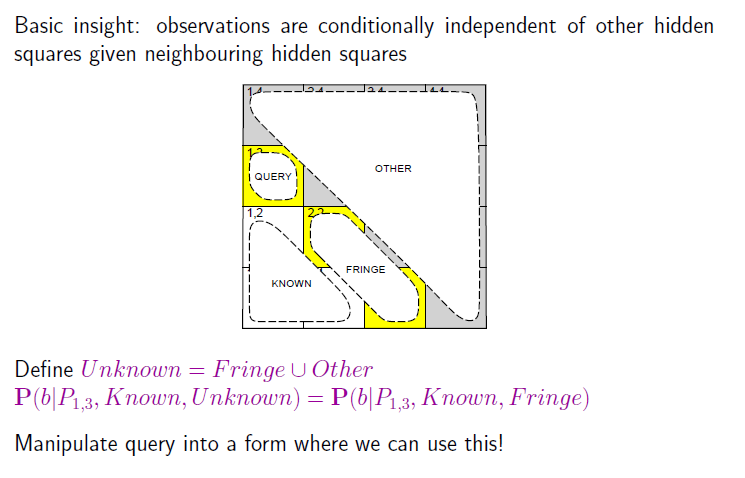 Basic insight: observations are conditionally independent of other hidden
squares given neighbouring hidden squares
OTHER
QUERY
1,2
FRINGE
KNOWN
Define Unknown = Fringe ∪ Other
P(b|P₁,₃, Known, Unknown) = P(b|P₁,₃, Known, Fringe)
Manipulate query into a form where we can use this!